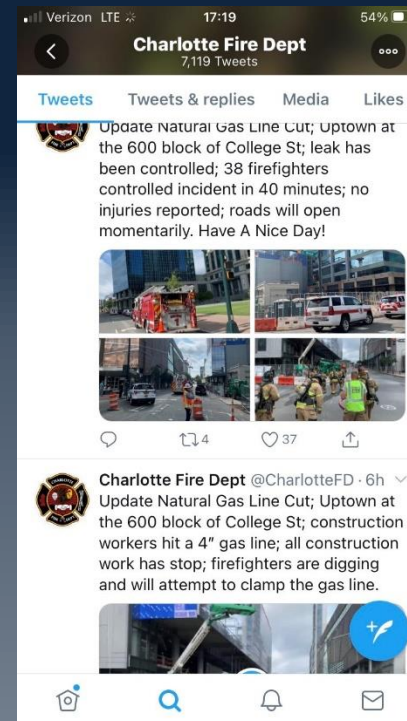 Verizon LTE 17:19 54%
Charlotte Fire Dept
7,119 Tweets
Tweets Tweets & replies Media Likes
Update Natural Gas Line Cut; Uptown at
the 600 block of College St; leak has
been controlled; 38 firefighters
controlled incident in 40 minutes; no
injuries reported; roads will open
momentarily. Have A Nice Day!
4 37
Charlotte Fire Dept @CharlotteFD · 6h
Update Natural Gas Line Cut; Uptown at
the 600 block of College St; construction
workers hit a 4" gas line; all construction
work has stop; firefighters are digging
and will attempt to clamp the gas line.